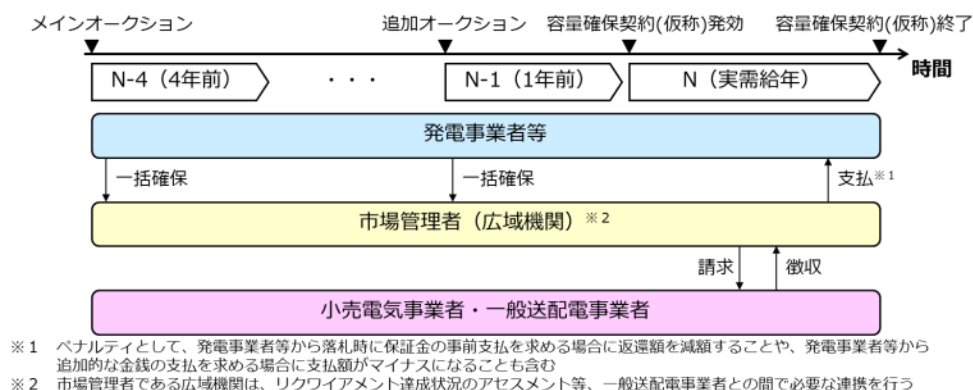 メインオークション　追加オークション　容量確保契約(仮称)発効　容量確保契約(仮称)終了
時間
N-4（4年前）　・・・　N-1（1年前）　N（実需給年）
発電事業者等
一括確保　一括確保　支払※1
市場管理者（広域機関）※2
請求　徴収
小売電気事業者・一般送配電事業者
※1　ペナルティとして、発電事業者等から落札時に保証金の事前支払を求める場合に返還額を減額することや、発電事業者等から
追加的な金銭の支払を求める場合に支払額がマイナスになることも含む
※2　市場管理者である広域機関は、リクワイアメント達成状況のアセスメント等、一般送配電事業者との間で必要な連携を行う